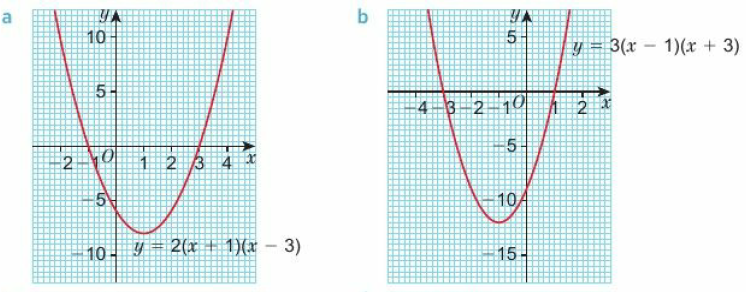 a
y
10
5
-2 -1 O 1 2 3 4 x
-5
-10
y = 2(x + 1)(x - 3)
b
y
5
y = 3(x - 1)(x + 3)
-4 -3 -2 -1 O 1 2 x
-5
-10
-15